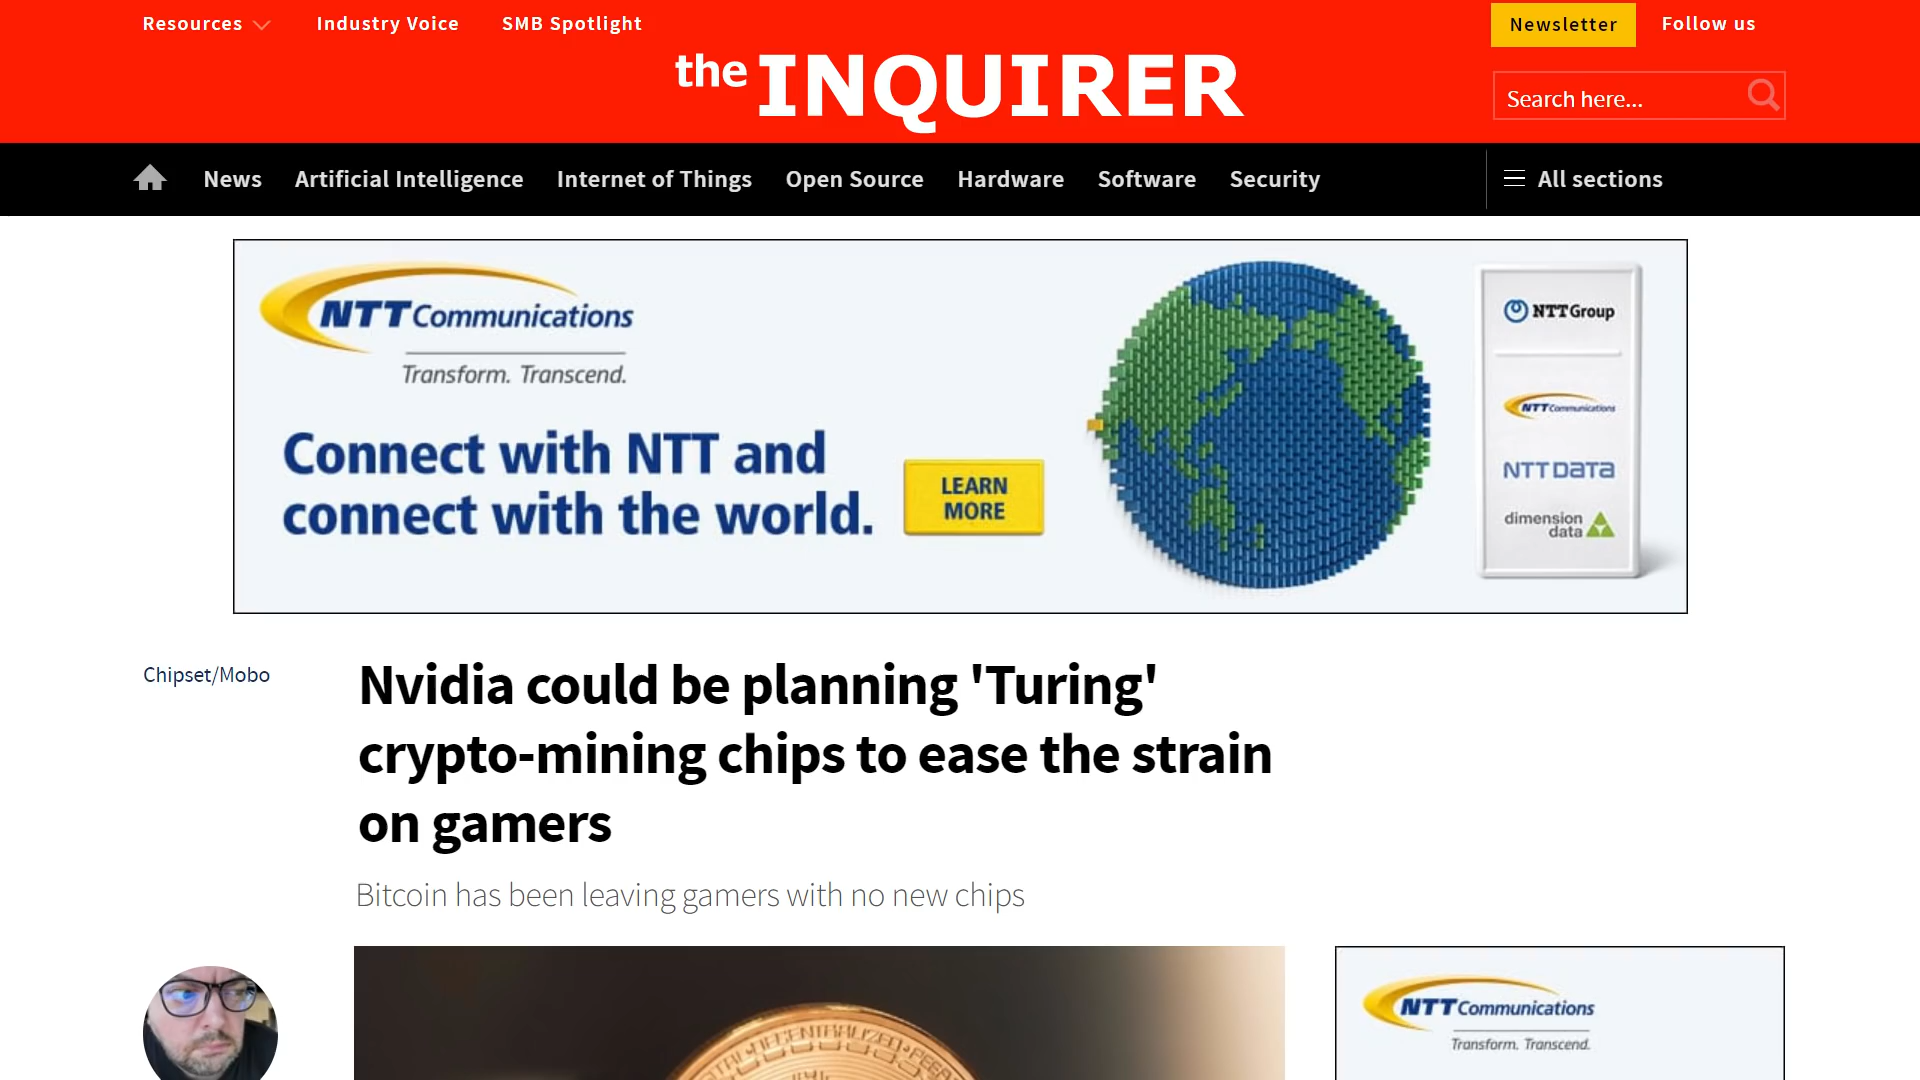 Resources
Industry Voice
SMB Spotlight
Newsletter
Follow us
the INQUIRER
Search here...
News
Artificial Intelligence
Internet of Things
Open Source
Hardware
Software
Security
All sections
NTT Communications
Transform. Transcend.
Connect with NTT and
connect with the world.
LEARN
MORE
NTT Group
NTT Communications
NTT DATA
dimension
data
Chipset/Mobo
Nvidia could be planning 'Turing'
crypto-mining chips to ease the strain
on gamers
Bitcoin has been leaving gamers with no new chips
DECENTRALIZED
NTT Communications
Transform. Transcend.